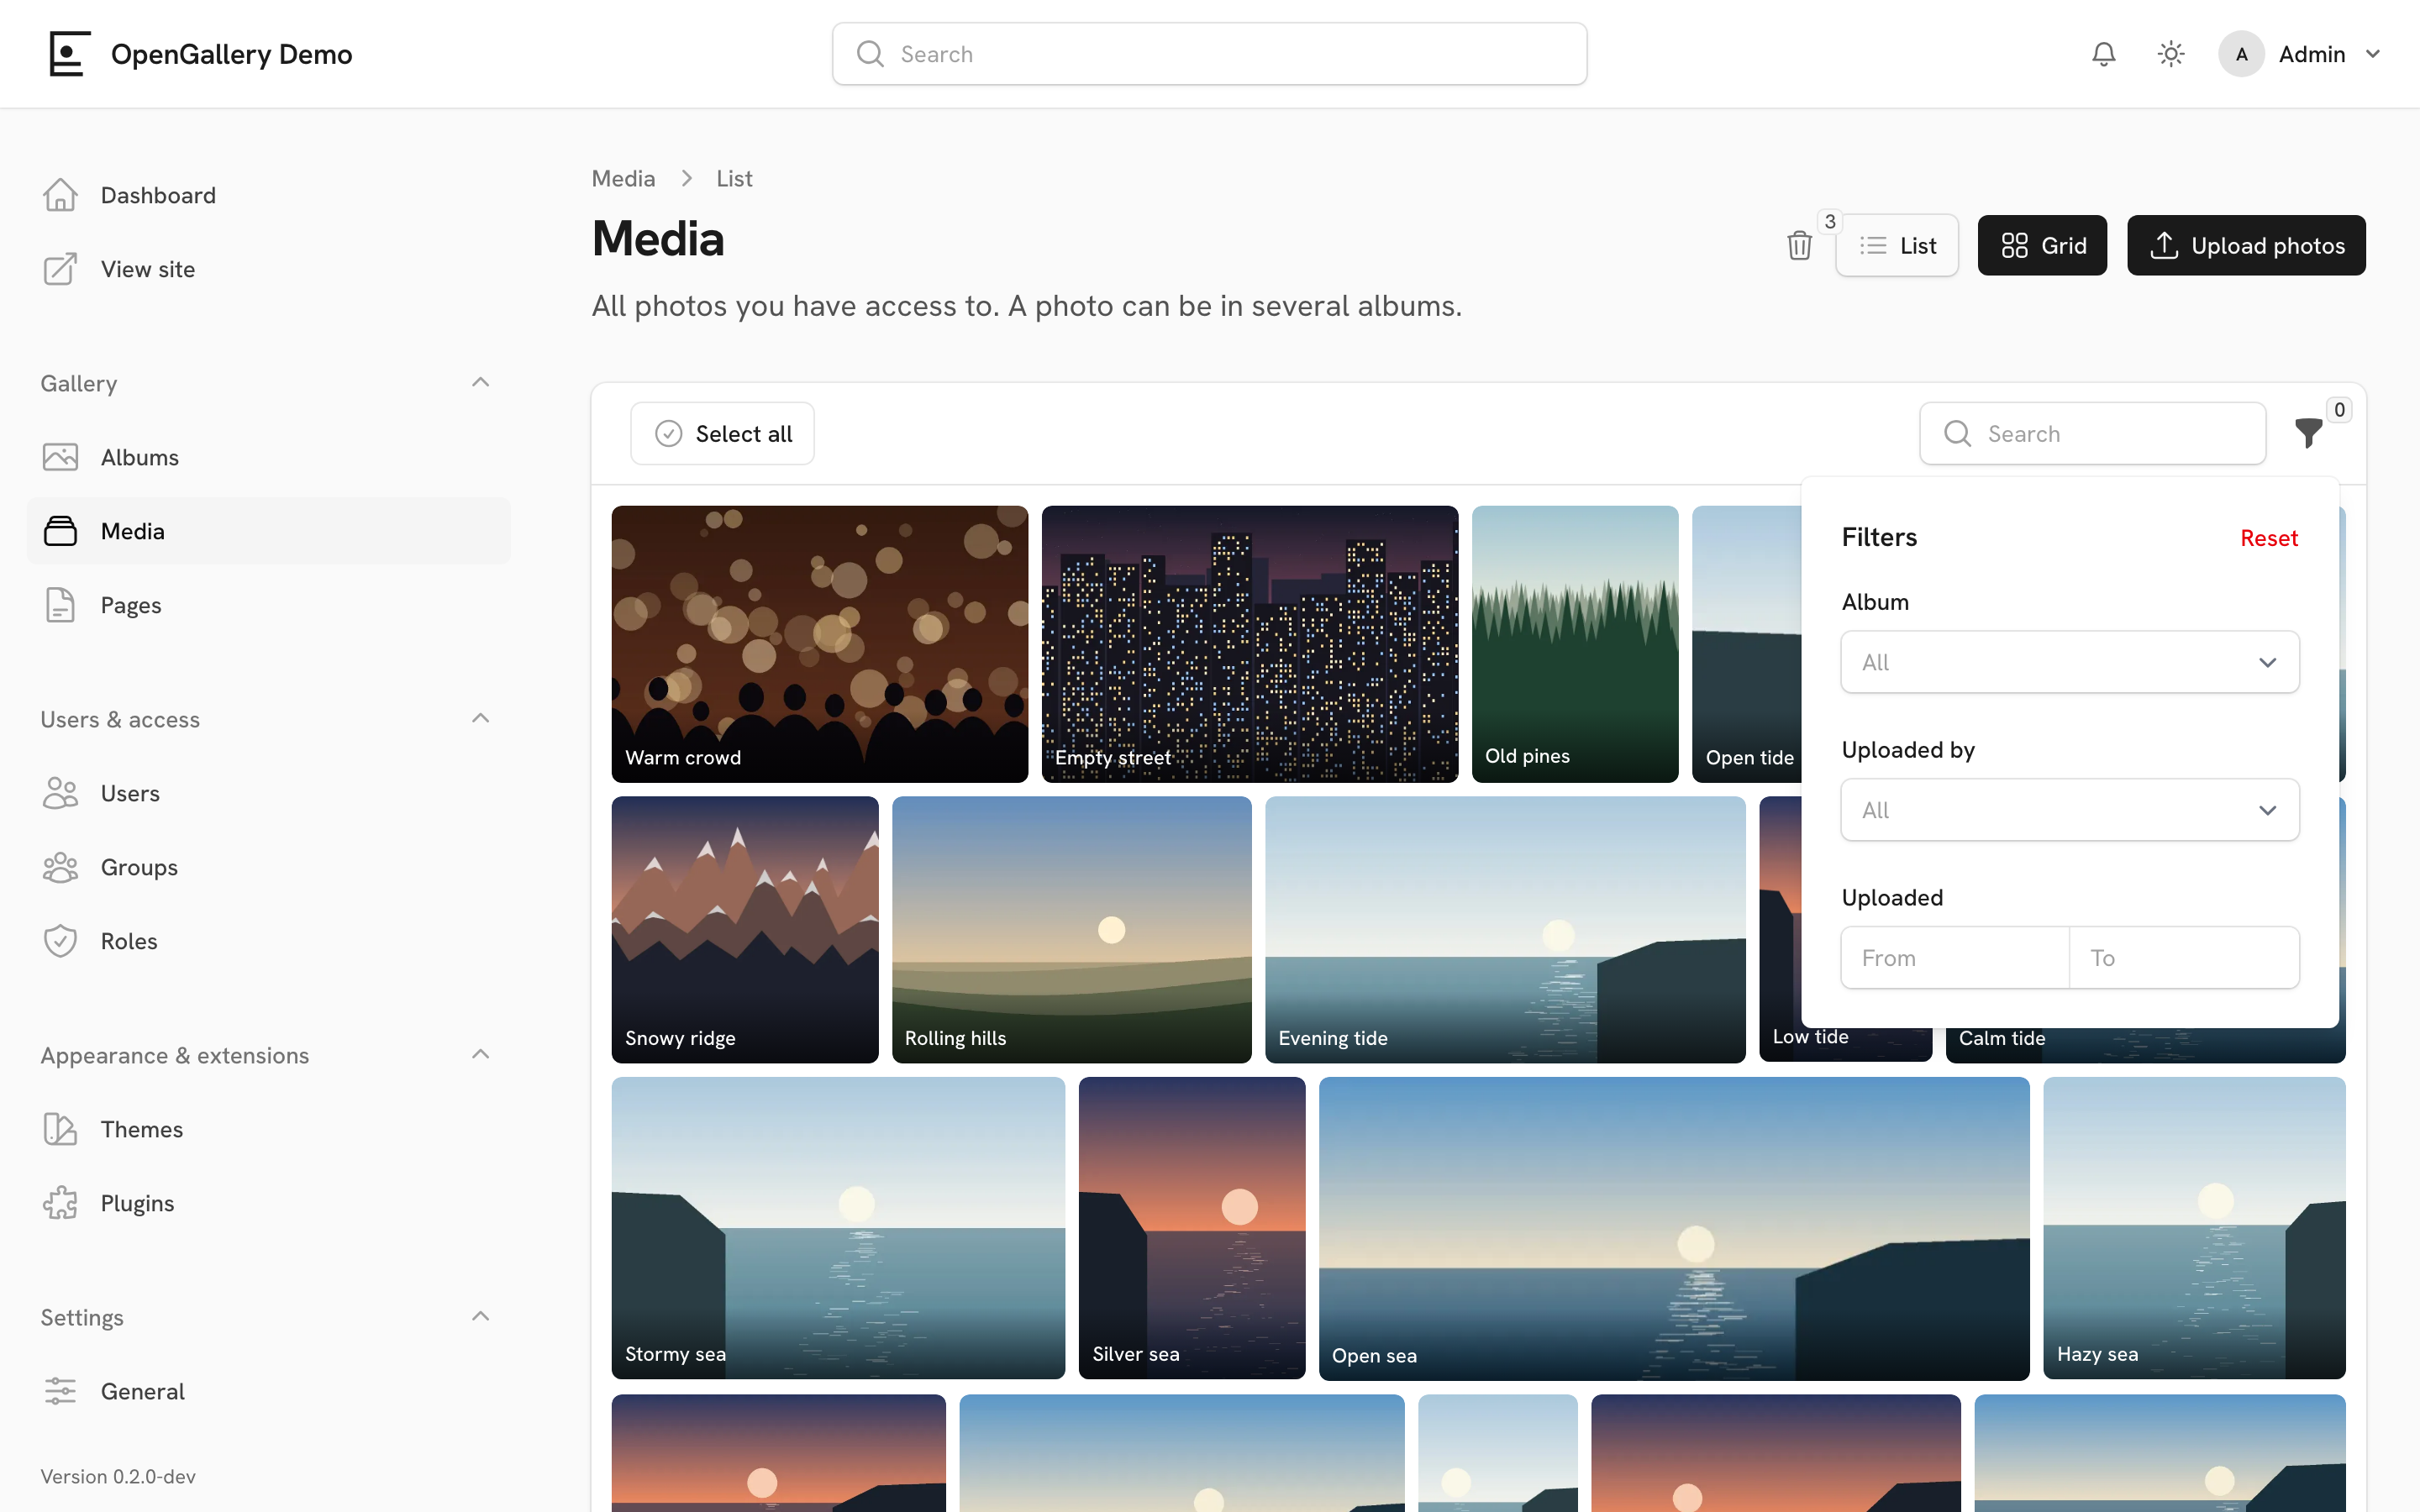 OpenGallery Demo
Search
A
Admin
Dashboard
View site
Gallery
Albums
Media
Pages
Users & access
Users
Groups
Roles
Appearance & extensions
Themes
Plugins
Settings
General
Version 0.2.0-dev
Media > List
Media
3
List
Grid
Upload photos
All photos you have access to. A photo can be in several albums.
Select all
Search
0
Filters
Reset
Album
All
Uploaded by
All
Uploaded
From
To
Warm crowd
Empty street
Old pines
Open tide
Snowy ridge
Rolling hills
Evening tide
Low tide
Calm tide
Stormy sea
Silver sea
Open sea
Hazy sea